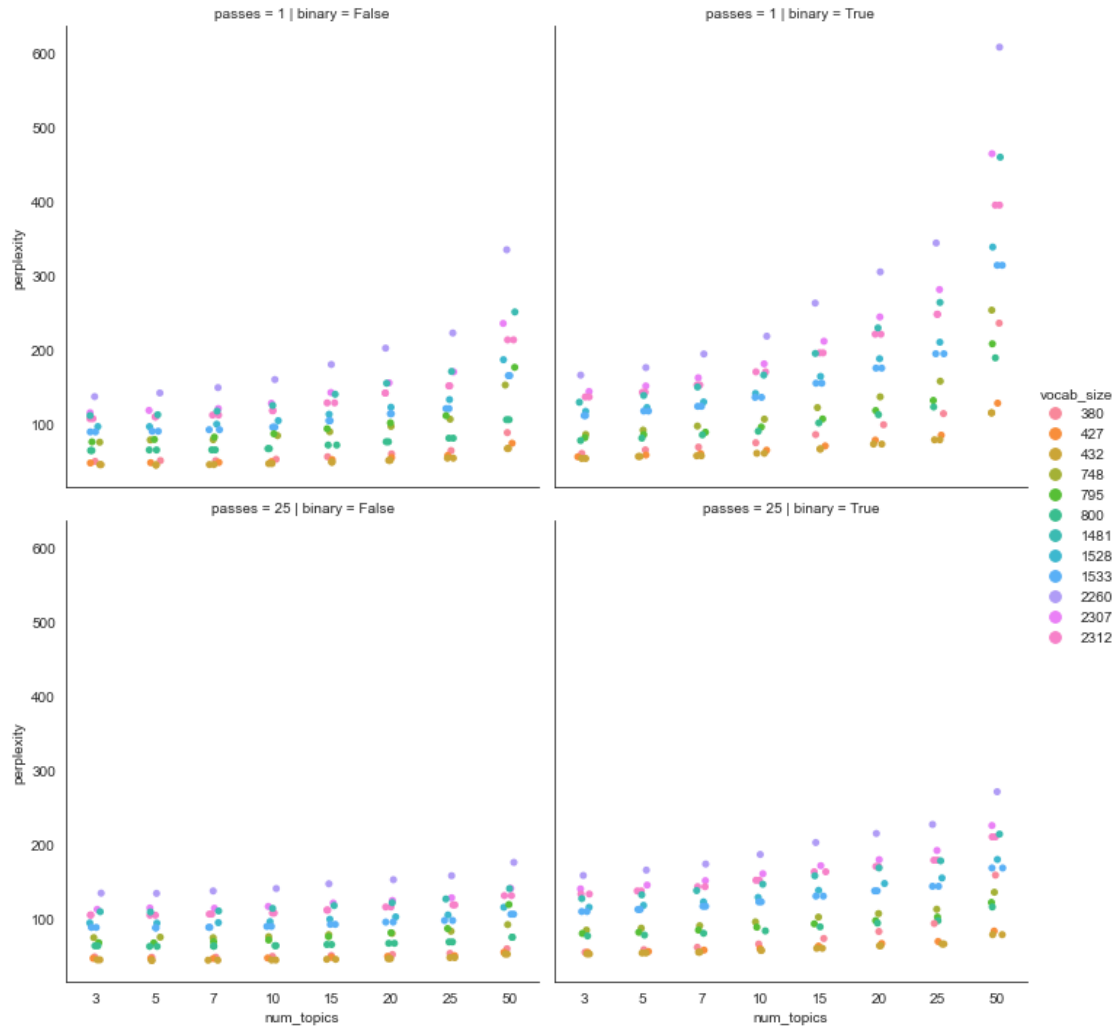 passes = 1 | binary = False
passes = 1 | binary = True
600
500
400
300
200
100
perplexity
passes = 25 | binary = False
passes = 25 | binary = True
600
500
400
300
200
100
perplexity
3 5 7 10 15 20 25 50
num_topics
3 5 7 10 15 20 25 50
num_topics
vocab_size
380
427
432
748
795
800
1481
1528
1533
2260
2307
2312